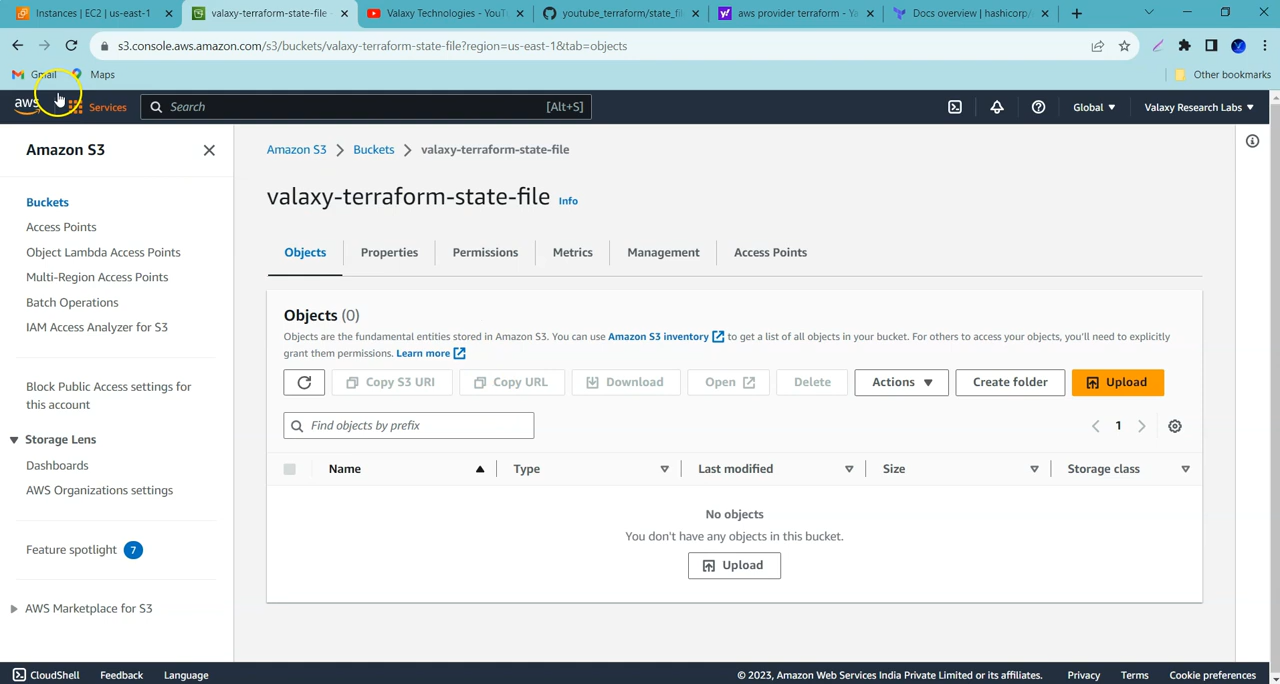 Instances | EC2 | us-east-1
valaxy-terraform-state-file
Valaxy Technologies - YouT
youtube_terraform/state_fi
aws provider terraform - Ya
Docs overview | hashicorp/
s3.console.aws.amazon.com/s3/buckets/valaxy-terraform-state-file?region=us-east-1&tab=objects
Gmail
Maps
Other bookmarks
aws
Services
Search
[Alt+S]
Global
Valaxy Research Labs
Amazon S3
Amazon S3 > Buckets > valaxy-terraform-state-file
valaxy-terraform-state-file Info
Buckets
Access Points
Object Lambda Access Points
Multi-Region Access Points
Batch Operations
IAM Access Analyzer for S3
Block Public Access settings for
this account
Storage Lens
Dashboards
AWS Organizations settings
Feature spotlight 7
AWS Marketplace for S3
Objects
Properties
Permissions
Metrics
Management
Access Points
Objects (0)
Objects are the fundamental entities stored in Amazon S3. You can use Amazon S3 inventory to get a list of all objects in your bucket. For others to access your objects, you'll need to explicitly
grant them permissions. Learn more
Copy S3 URI
Copy URL
Download
Open
Delete
Actions
Create folder
Upload
Find objects by prefix
1
Name
Type
Last modified
Size
Storage class
No objects
You don't have any objects in this bucket.
Upload
CloudShell
Feedback
Language
© 2023, Amazon Web Services India Private Limited or its affiliates.
Privacy
Terms
Cookie preferences